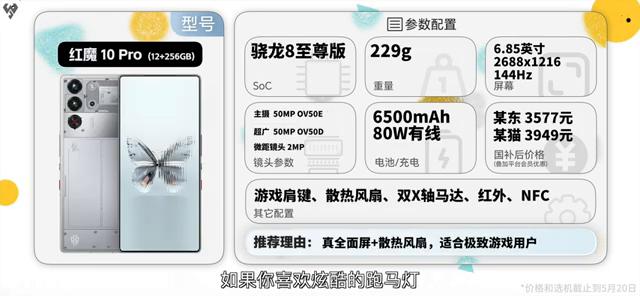 型号
红魔 10 Pro (12+256GB)
参数配置
骁龙8至尊版
SoC
229g
重量
6.85英寸
2688x1216
144Hz
屏幕
主摄 50MP OV50E
超广 50MP OV50D
微距镜头 2MP
镜头参数
6500mAh
80W有线
电池/充电
某东 3577元
某猫 3949元
国补后价格
(叠加平台会员优惠)
游戏肩键、散热风扇、双X轴马达、红外、NFC
其它配置
推荐理由： 真全面屏+散热风扇，适合极致游戏用户
如果你喜欢炫酷的跑马灯
*价格和选机截止到5月20日